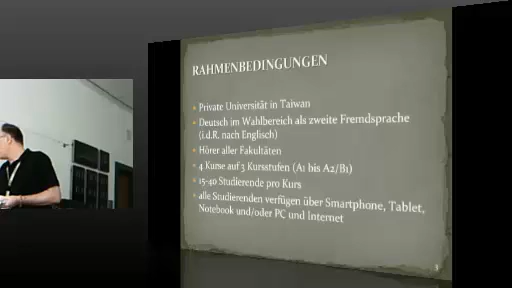 RAHMENBEDINGUNGEN
Private Universität in Taiwan
Deutsch im Wahlbereich als zweite Fremdsprache
(i.d.R. nach Englisch)
Hörer aller Fakultäten
4 Kurse auf 3 Kursstufen (A1 bis A2/B1)
15-40 Studierende pro Kurs
alle Studierenden verfügen über Smartphone, Tablet,
Notebook und/oder PC und Internet